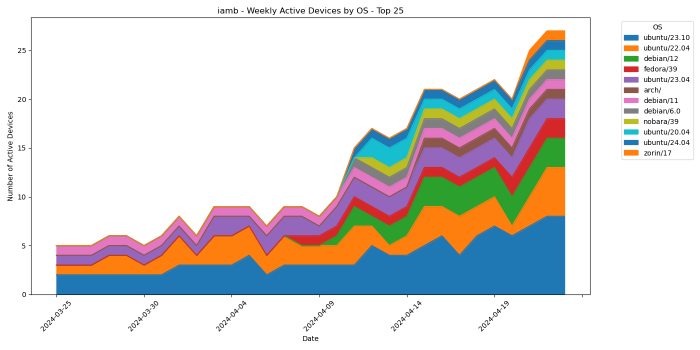 iamb - Weekly Active Devices by OS - Top 25
Number of Active Devices
25
20
15
10
5
0
2024-03-25
2024-03-30
2024-04-04
2024-04-09
2024-04-14
2024-04-19
Date
OS
ubuntu/23.10
ubuntu/22.04
debian/12
fedora/39
ubuntu/23.04
arch/
debian/11
debian/6.0
nobara/39
ubuntu/20.04
ubuntu/24.04
zorin/17